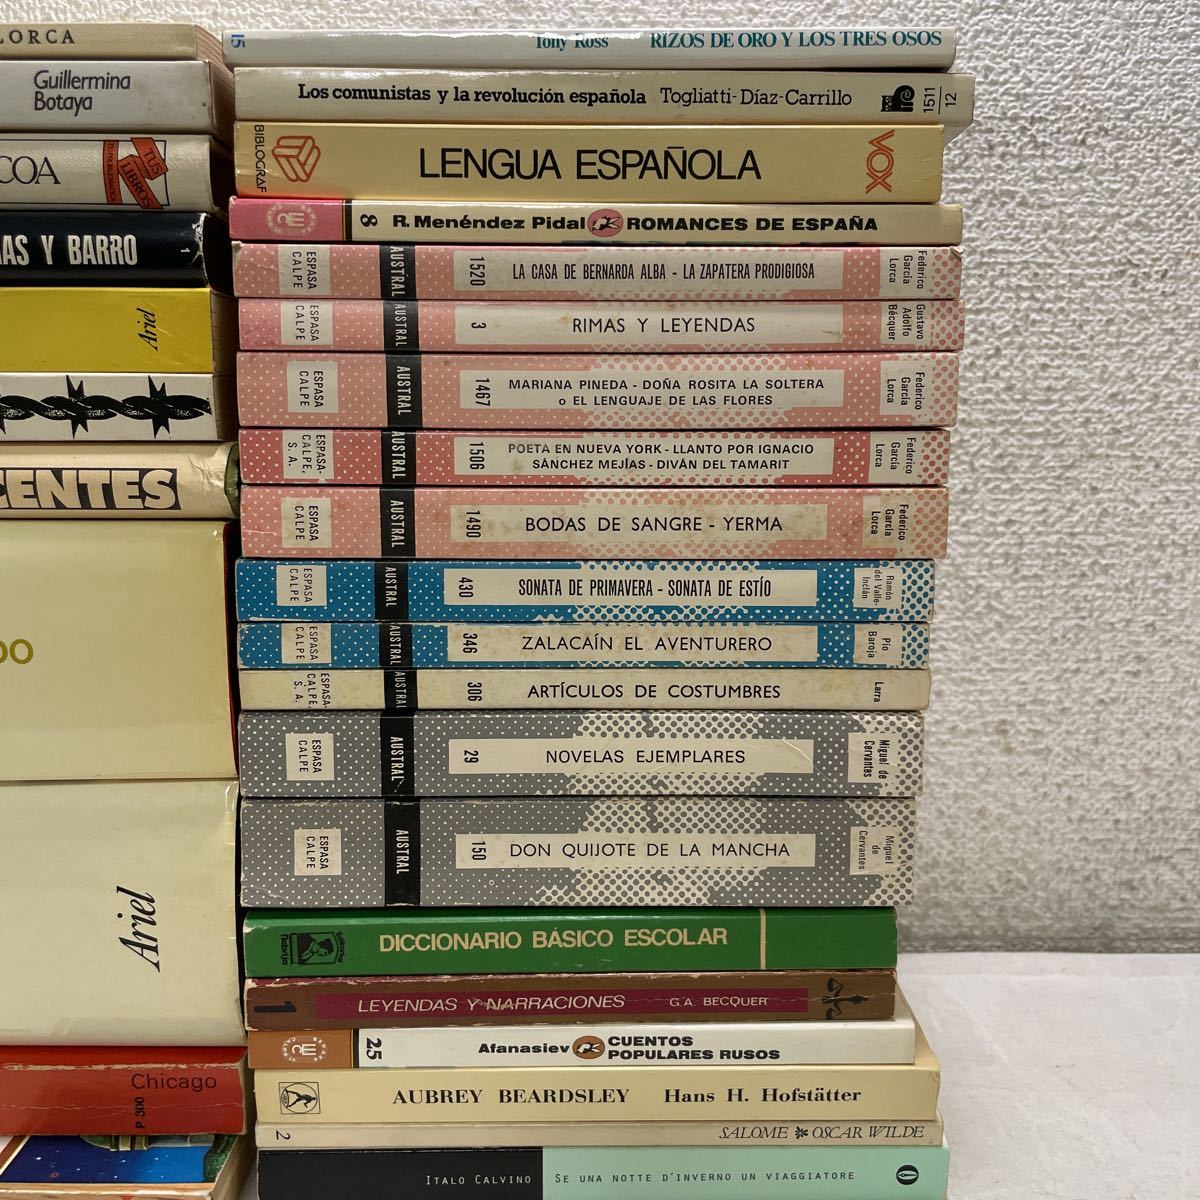 LORCA
Guillermina
Botaya
COA
TUS
LIBROS
AS Y BARRO
1
Ariel
CENTES
DO
Ariel
Chicago
P 300
15
Tony Ross RIZOS DE ORO Y LOS TRES OSOS
Los comunistas y la revolución española Togliatti-Díaz-Carrillo
1511
12
BIBLOGRAF
LENGUA ESPAÑOLA
VOX
8 R. Menéndez Pidal ROMANCES DE ESPAÑA
ESPASA
CALPE
AUSTRAL
1520
LA CASA DE BERNARDA ALBA - LA ZAPATERA PRODIGIOSA
Federico
García
Lorca
ESPASA
CALPE
AUSTRAL
3
RIMAS Y LEYENDAS
Gustavo
Adolfo
Bécquer
ESPASA
CALPE
AUSTRAL
1467
MARIANA PINEDA - DOÑA ROSITA LA SOLTERA
o EL LENGUAJE DE LAS FLORES
Federico
García
Lorca
ESPASA-
CALPE,
S. A.
AUSTRAL
1506
POETA EN NUEVA YORK - LLANTO POR IGNACIO
SÁNCHEZ MEJÍAS - DIVÁN DEL TAMARIT
Federico
García
Lorca
ESPASA
CALPE
AUSTRAL
1490
BODAS DE SANGRE - YERMA
Federico
García
Lorca
ESPASA
CALPE
AUSTRAL
430
SONATA DE PRIMAVERA - SONATA DE ESTÍO
Ramón
del Valle-
Inclán
ESPASA
CALPE
AUSTRAL
346
ZALACAÍN EL AVENTURERO
Pío
Baroja
ESPASA-
CALPE,
S. A.
AUSTRAL
306
ARTÍCULOS DE COSTUMBRES
Larra
ESPASA
CALPE
AUSTRAL
29
NOVELAS EJEMPLARES
Miguel de
Cervantes
ESPASA
CALPE
AUSTRAL
150
DON QUIJOTE DE LA MANCHA
Miguel
de
Cervantes
Editorial
nebrija
DICCIONARIO BÁSICO ESCOLAR
1
LEYENDAS Y NARRACIONES G.A. BECQUER
25 Afanasiev CUENTOS
POPULARES RUSOS
AUBREY BEARDSLEY Hans H. Hofstätter
2
SALOME OSCAR WILDE
ITALO CALVINO SE UNA NOTTE D'INVERNO UN VIAGGIATORE